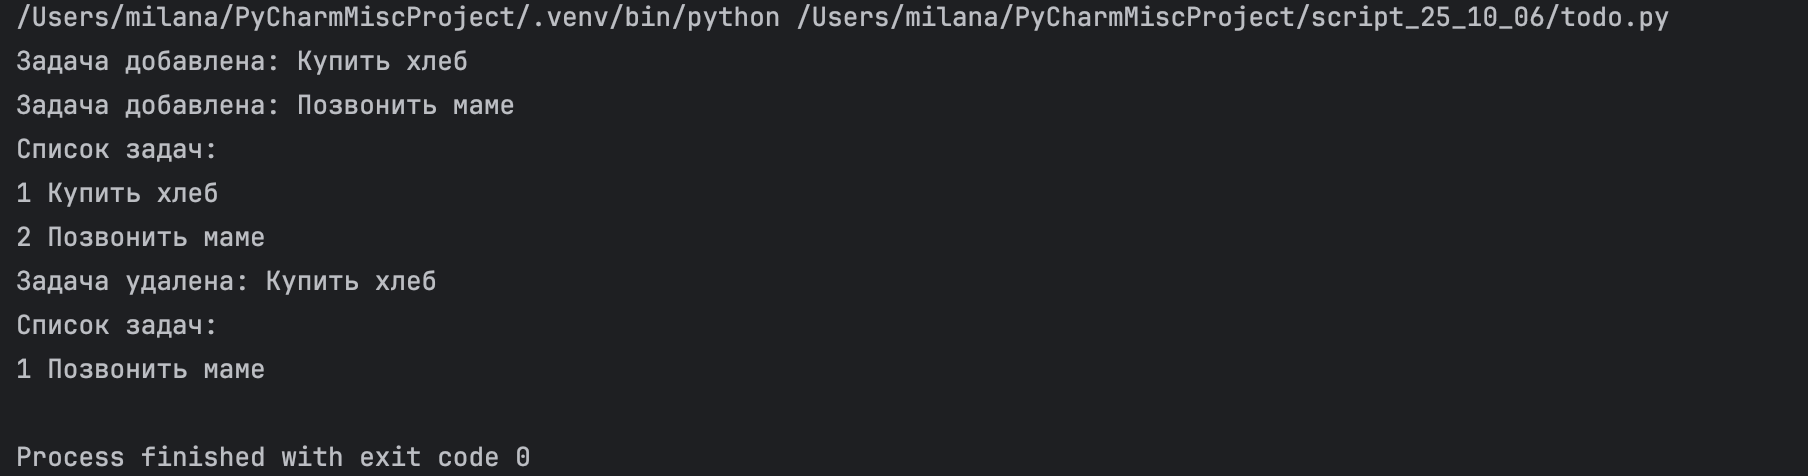 /Users/milana/PyCharmMiscProject/.venv/bin/python /Users/milana/PyCharmMiscProject/script_25_10_06/todo.py
Задача добавлена: Купить хлеб
Задача добавлена: Позвонить маме
Список задач:
1 Купить хлеб
2 Позвонить маме
Задача удалена: Купить хлеб
Список задач:
1 Позвонить маме
Process finished with exit code 0